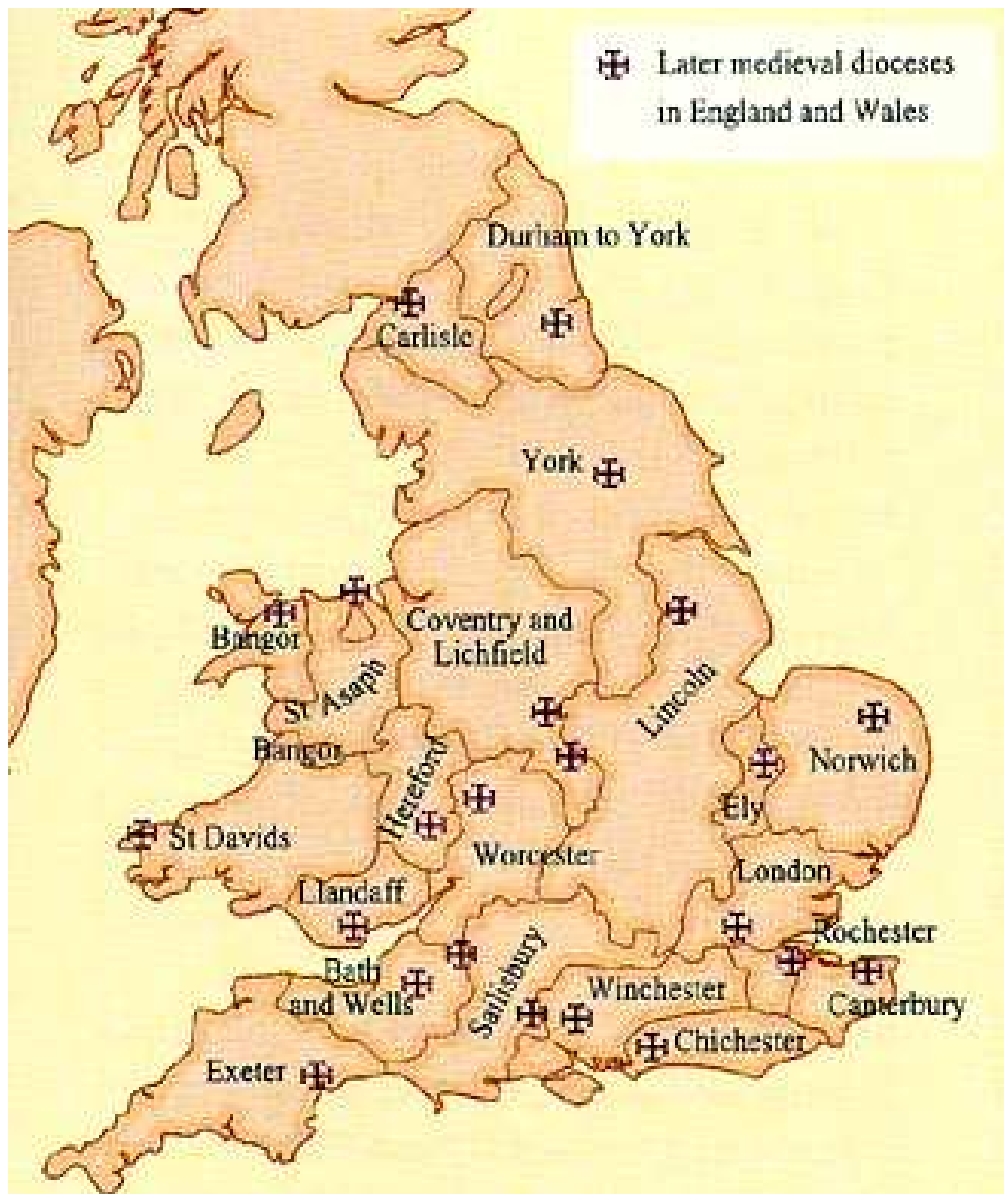 Later medieval dioceses
in England and Wales
Durham to York
Carlisle
York
Bangor
St Asaph
Coventry and
Lichfield
Lincoln
Bangor
Hereford
Norwich
Ely
St Davids
Worcester
London
Llandaff
Rochester
Bath
and Wells
Salisbury
Winchester
Canterbury
Chichester
Exeter